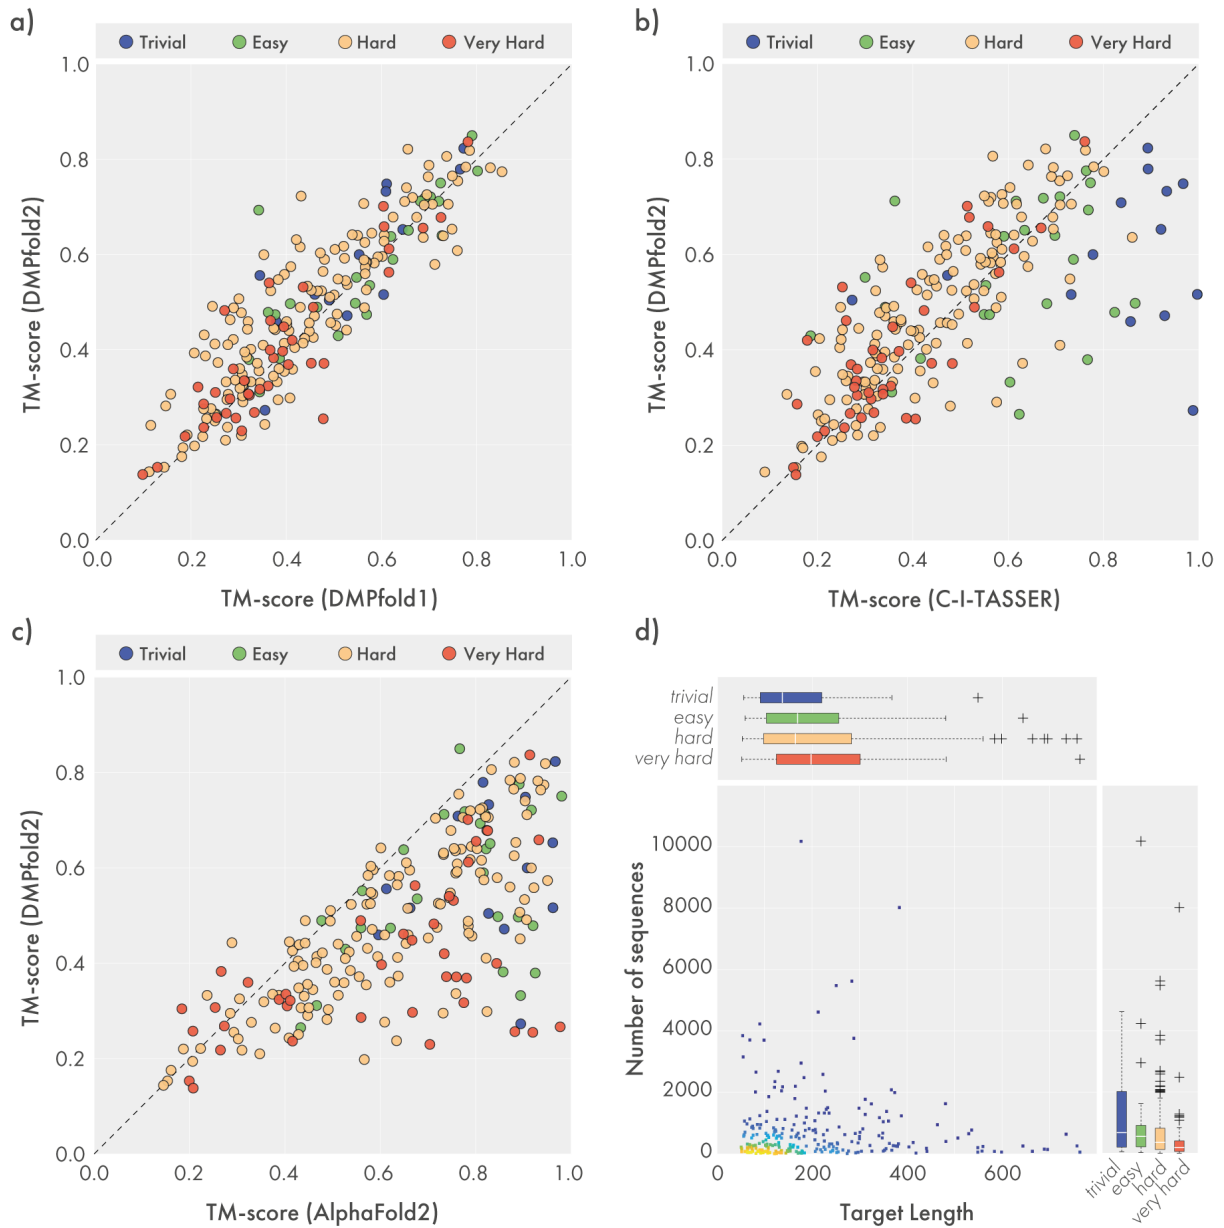 a)
Trivial Easy Hard Very Hard
1.0
0.8
0.6
0.4
0.2
0.0
TM-score (DMPfold2)
0.0 0.2 0.4 0.6 0.8 1.0
TM-score (DMPfold1)
b)
Trivial Easy Hard Very Hard
1.0
0.8
0.6
0.4
0.2
0.0
TM-score (DMPfold2)
0.0 0.2 0.4 0.6 0.8 1.0
TM-score (C-I-TASSER)
c)
Trivial Easy Hard Very Hard
1.0
0.8
0.6
0.4
0.2
0.0
TM-score (DMPfold2)
0.0 0.2 0.4 0.6 0.8 1.0
TM-score (AlphaFold2)
d)
trivial
easy
hard
very hard
10000
8000
6000
4000
2000
0
Number of sequences
0 200 400 600
Target Length
trivial
easy
hard
very hard